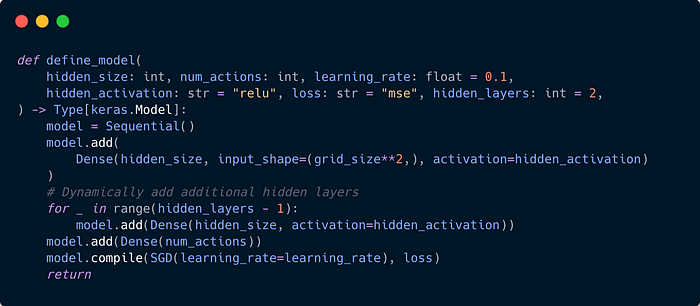 def define_model(
    hidden_size: int, num_actions: int, learning_rate: float = 0.1,
    hidden_activation: str = "relu", loss: str = "mse", hidden_layers: int = 2,
) -> Type[keras.Model]:
    model = Sequential()
    model.add(
        Dense(hidden_size, input_shape=(grid_size**2,), activation=hidden_activation)
    )
    # Dynamically add additional hidden layers
    for _ in range(hidden_layers - 1):
        model.add(Dense(hidden_size, activation=hidden_activation))
    model.add(Dense(num_actions))
    model.compile(SGD(learning_rate=learning_rate), loss)
    return